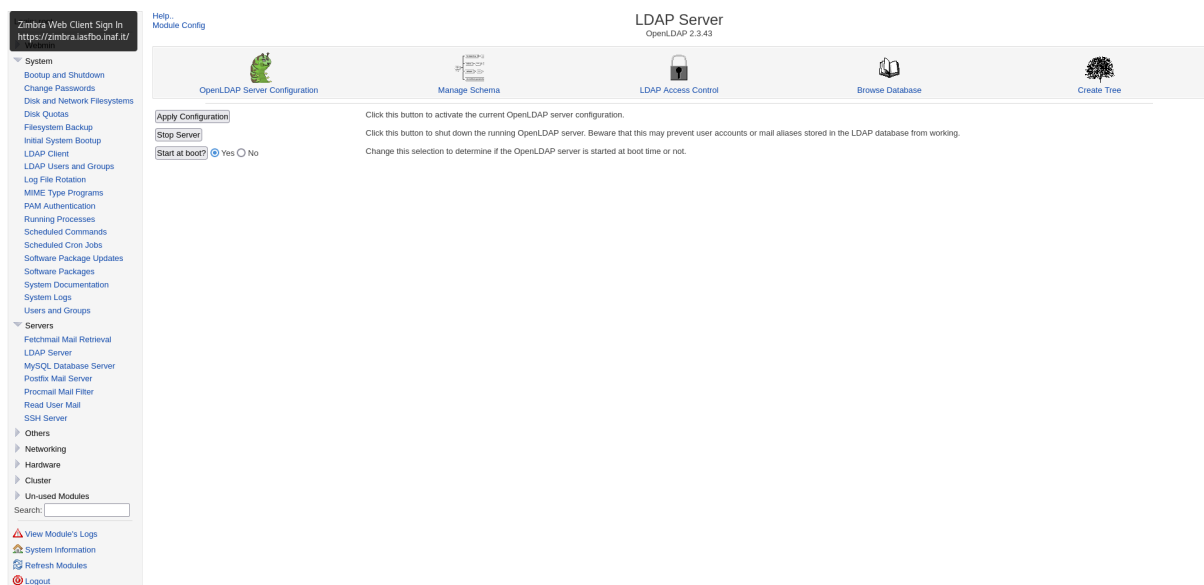 Zimbra Web Client Sign In
https://zimbra.iasfbo.inaf.it/
Webmin
System
Bootup and Shutdown
Change Passwords
Disk and Network Filesystems
Disk Quotas
Filesystem Backup
Initial System Bootup
LDAP Client
LDAP Users and Groups
Log File Rotation
MIME Type Programs
PAM Authentication
Running Processes
Scheduled Commands
Scheduled Cron Jobs
Software Package Updates
Software Packages
System Documentation
System Logs
Users and Groups
Servers
Fetchmail Mail Retrieval
LDAP Server
MySQL Database Server
Postfix Mail Server
Procmail Mail Filter
Read User Mail
SSH Server
Others
Networking
Hardware
Cluster
Un-used Modules
Search:
View Module's Logs
System Information
Refresh Modules
Logout
Help..
Module Config
LDAP Server
OpenLDAP 2.3.43
OpenLDAP Server Configuration
Manage Schema
LDAP Access Control
Browse Database
Create Tree
Apply Configuration Click this button to activate the current OpenLDAP server configuration.
Stop Server Click this button to shut down the running OpenLDAP server. Beware that this may prevent user accounts or mail aliases stored in the LDAP database from working.
Start at boot? Yes No Change this selection to determine if the OpenLDAP server is started at boot time or not.